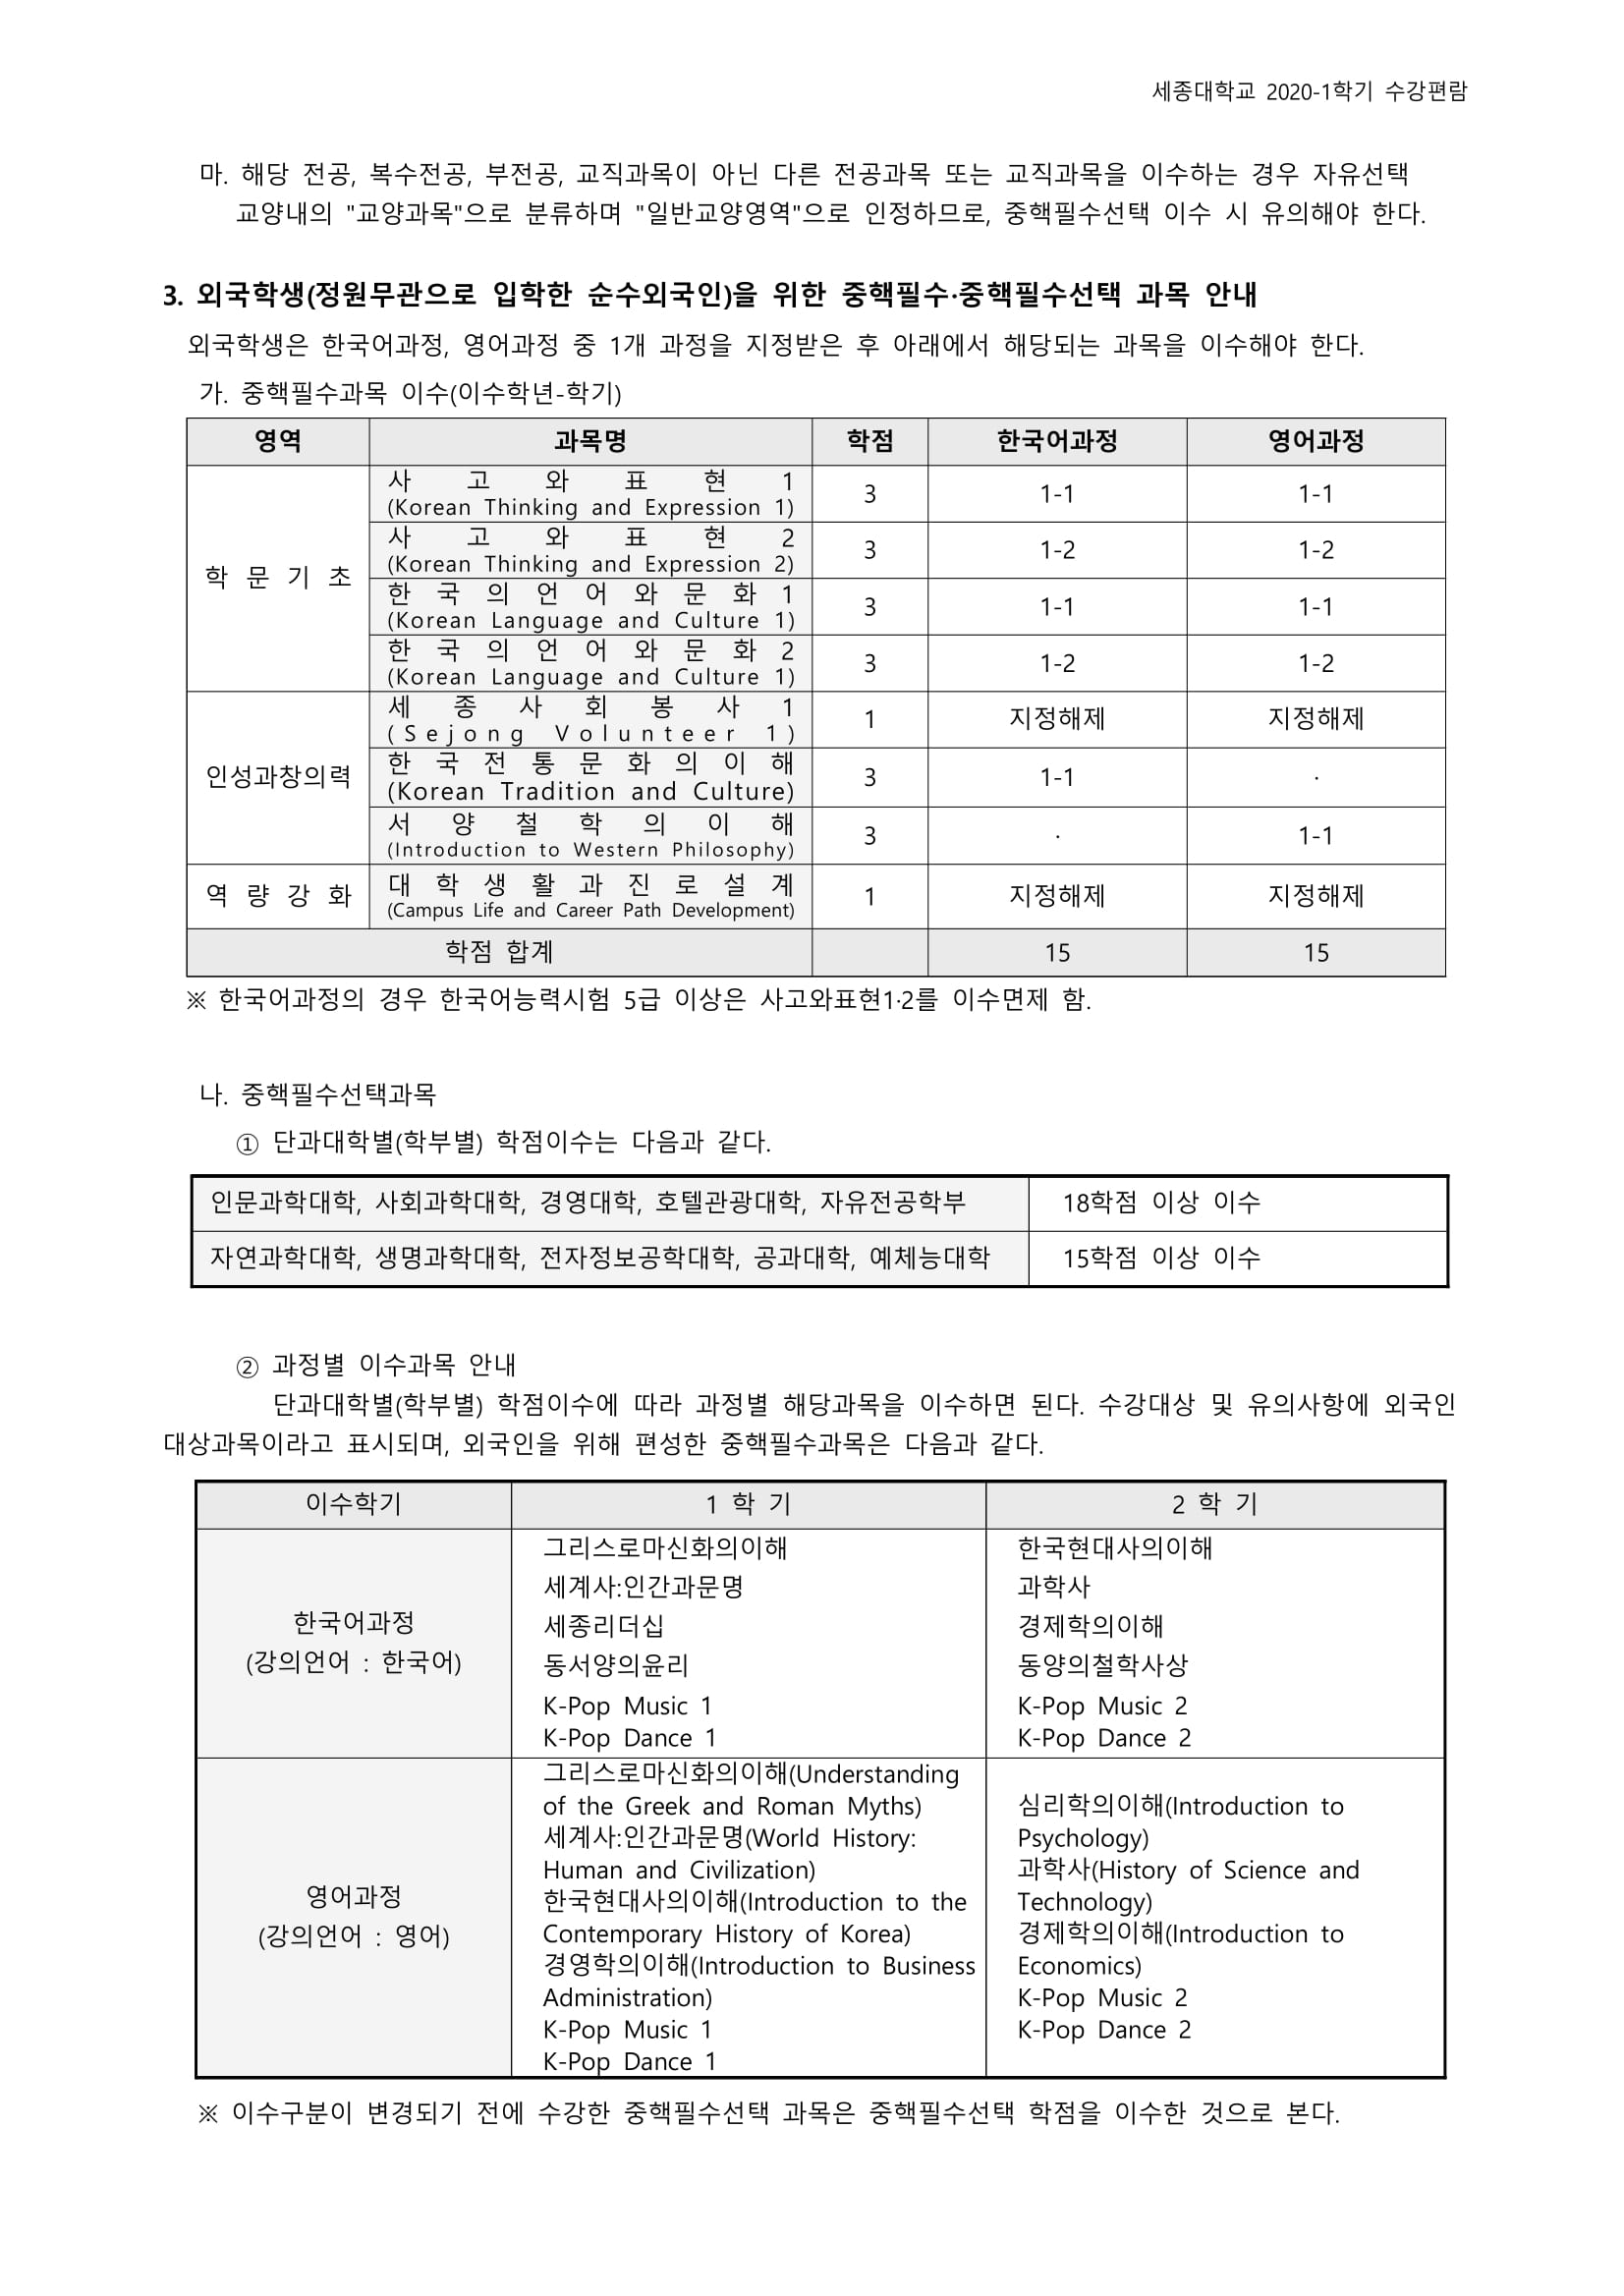 세종대학교 2020-1학기 수강편람
마. 해당 전공, 복수전공, 부전공, 교직과목이 아닌 다른 전공과목 또는 교직과목을 이수하는 경우 자유선택
교양내의 "교양과목"으로 분류하며 "일반교양영역"으로 인정하므로, 중핵필수선택 이수 시 유의해야 한다.
3. 외국학생(정원무관으로 입학한 순수외국인)을 위한 중핵필수·중핵필수선택 과목 안내
외국학생은 한국어과정, 영어과정 중 1개 과정을 지정받은 후 아래에서 해당되는 과목을 이수해야 한다.
가. 중핵필수과목 이수(이수학년-학기)
영역 과목명 학점 한국어과정 영어과정
학 문 기 초
사 고 와 표 현 1
(Korean Thinking and Expression 1)
3 1-1 1-1
사 고 와 표 현 2
(Korean Thinking and Expression 2)
3 1-2 1-2
한 국 의 언 어 와 문 화 1
(Korean Language and Culture 1)
3 1-1 1-1
한 국 의 언 어 와 문 화 2
(Korean Language and Culture 1)
3 1-2 1-2
인성과창의력
세 종 사 회 봉 사 1
(Sejong Volunteer 1)
1 지정해제 지정해제
한 국 전 통 문 화 의 이 해
(Korean Tradition and Culture)
3 1-1 ·
서 양 철 학 의 이 해
(Introduction to Western Philosophy)
3 · 1-1
역 량 강 화
대 학 생 활 과 진 로 설 계
(Campus Life and Career Path Development)
1 지정해제 지정해제
학점 합계 15 15
※ 한국어과정의 경우 한국어능력시험 5급 이상은 사고와표현1·2를 이수면제 함.
나. 중핵필수선택과목
① 단과대학별(학부별) 학점이수는 다음과 같다.
인문과학대학, 사회과학대학, 경영대학, 호텔관광대학, 자유전공학부 18학점 이상 이수
자연과학대학, 생명과학대학, 전자정보공학대학, 공과대학, 예체능대학 15학점 이상 이수
② 과정별 이수과목 안내
단과대학별(학부별) 학점이수에 따라 과정별 해당과목을 이수하면 된다. 수강대상 및 유의사항에 외국인
대상과목이라고 표시되며, 외국인을 위해 편성한 중핵필수과목은 다음과 같다.
이수학기 1 학 기 2 학 기
한국어과정
(강의언어 : 한국어)
그리스로마신화의이해
세계사:인간과문명
세종리더십
동서양의윤리
K-Pop Music 1
K-Pop Dance 1
한국현대사의이해
과학사
경제학의이해
동양의철학사상
K-Pop Music 2
K-Pop Dance 2
영어과정
(강의언어 : 영어)
그리스로마신화의이해(Understanding
of the Greek and Roman Myths)
세계사:인간과문명(World History:
Human and Civilization)
한국현대사의이해(Introduction to the
Contemporary History of Korea)
경영학의이해(Introduction to Business
Administration)
K-Pop Music 1
K-Pop Dance 1
심리학의이해(Introduction to
Psychology)
과학사(History of Science and
Technology)
경제학의이해(Introduction to
Economics)
K-Pop Music 2
K-Pop Dance 2
※ 이수구분이 변경되기 전에 수강한 중핵필수선택 과목은 중핵필수선택 학점을 이수한 것으로 본다.